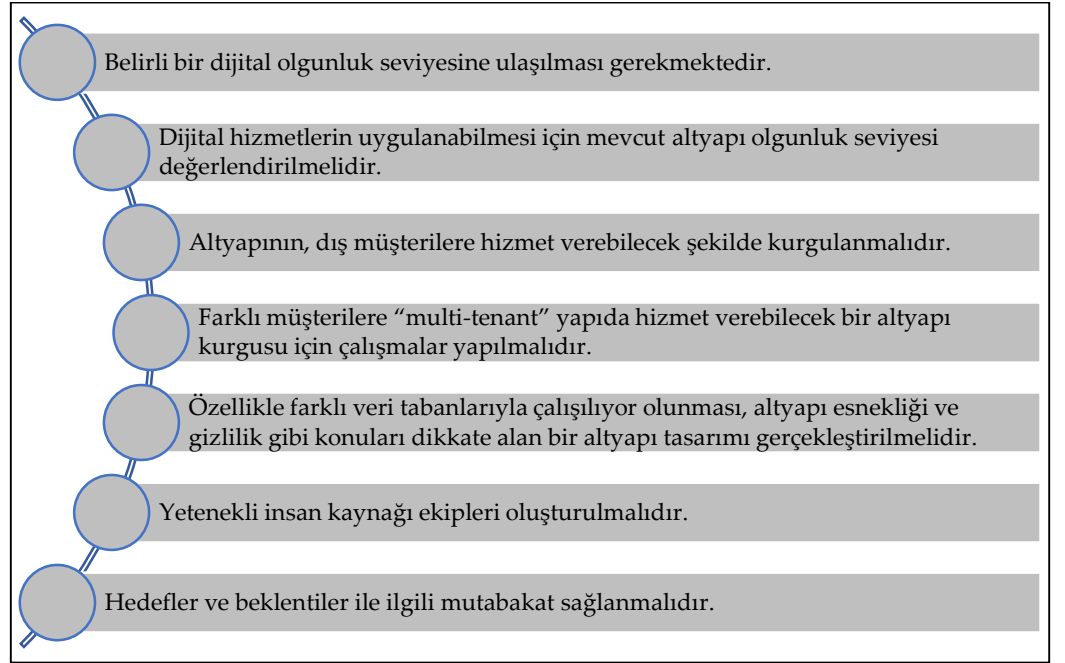 Belirli bir dijital olgunluk seviyesine ulaşılması gerekmektedir.
Dijital hizmetlerin uygulanabilmesi için mevcut altyapı olgunluk seviyesi
değerlendirilmelidir.
Altyapının, dış müşterilere hizmet verebilecek şekilde kurgulanmalıdır.
Farklı müşterilere “multi-tenant” yapıda hizmet verebilecek bir altyapı
kurgusu için çalışmalar yapılmalıdır.
Özellikle farklı veri tabanlarıyla çalışılıyor olunması, altyapı esnekliği ve
gizlilik gibi konuları dikkate alan bir altyapı tasarımı gerçekleştirilmelidir.
Yetenekli insan kaynağı ekipleri oluşturulmalıdır.
Hedefler ve beklentiler ile ilgili mutabakat sağlanmalıdır.